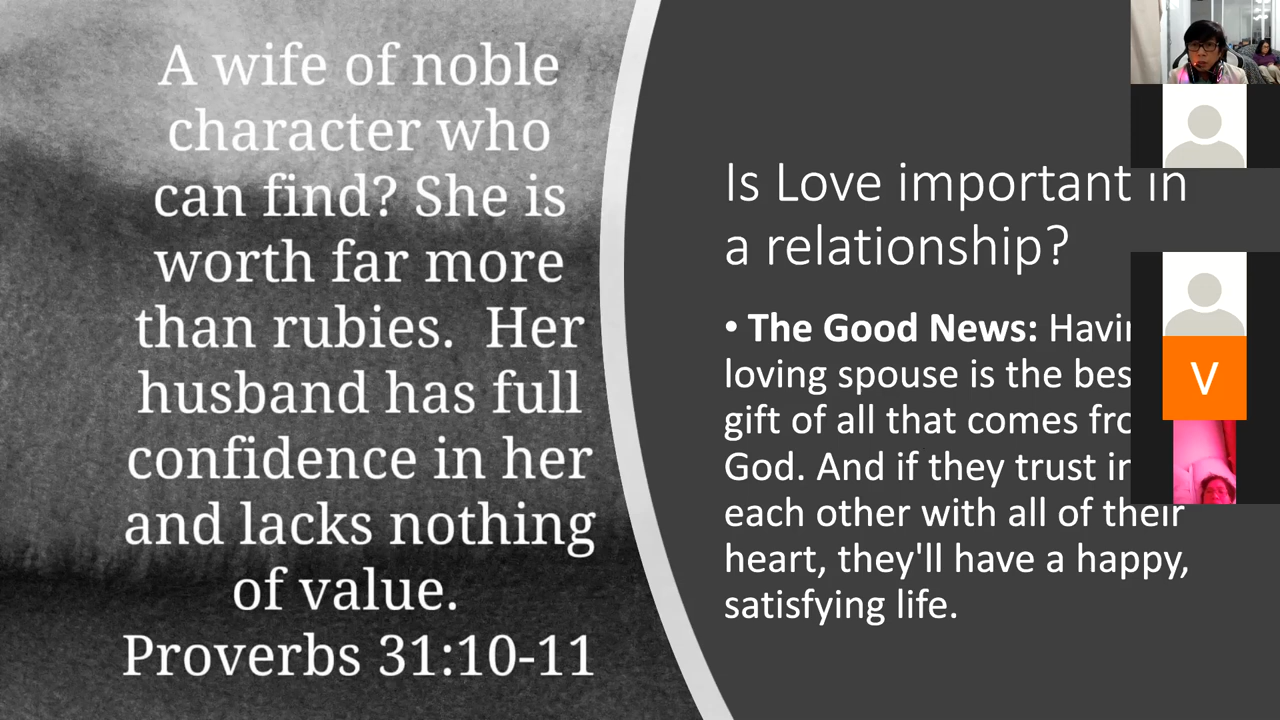 A wife of noble
character who
can find? She is
worth far more
than rubies. Her
husband has full
confidence in her
and lacks nothing
of value.
Proverbs 31:10-11
Is Love important in
a relationship?
• The Good News:
loving spouse is the
gift of all that comes
God. And if they trust
each other with all of their
heart, they'll have a happy,
satisfying life.
V